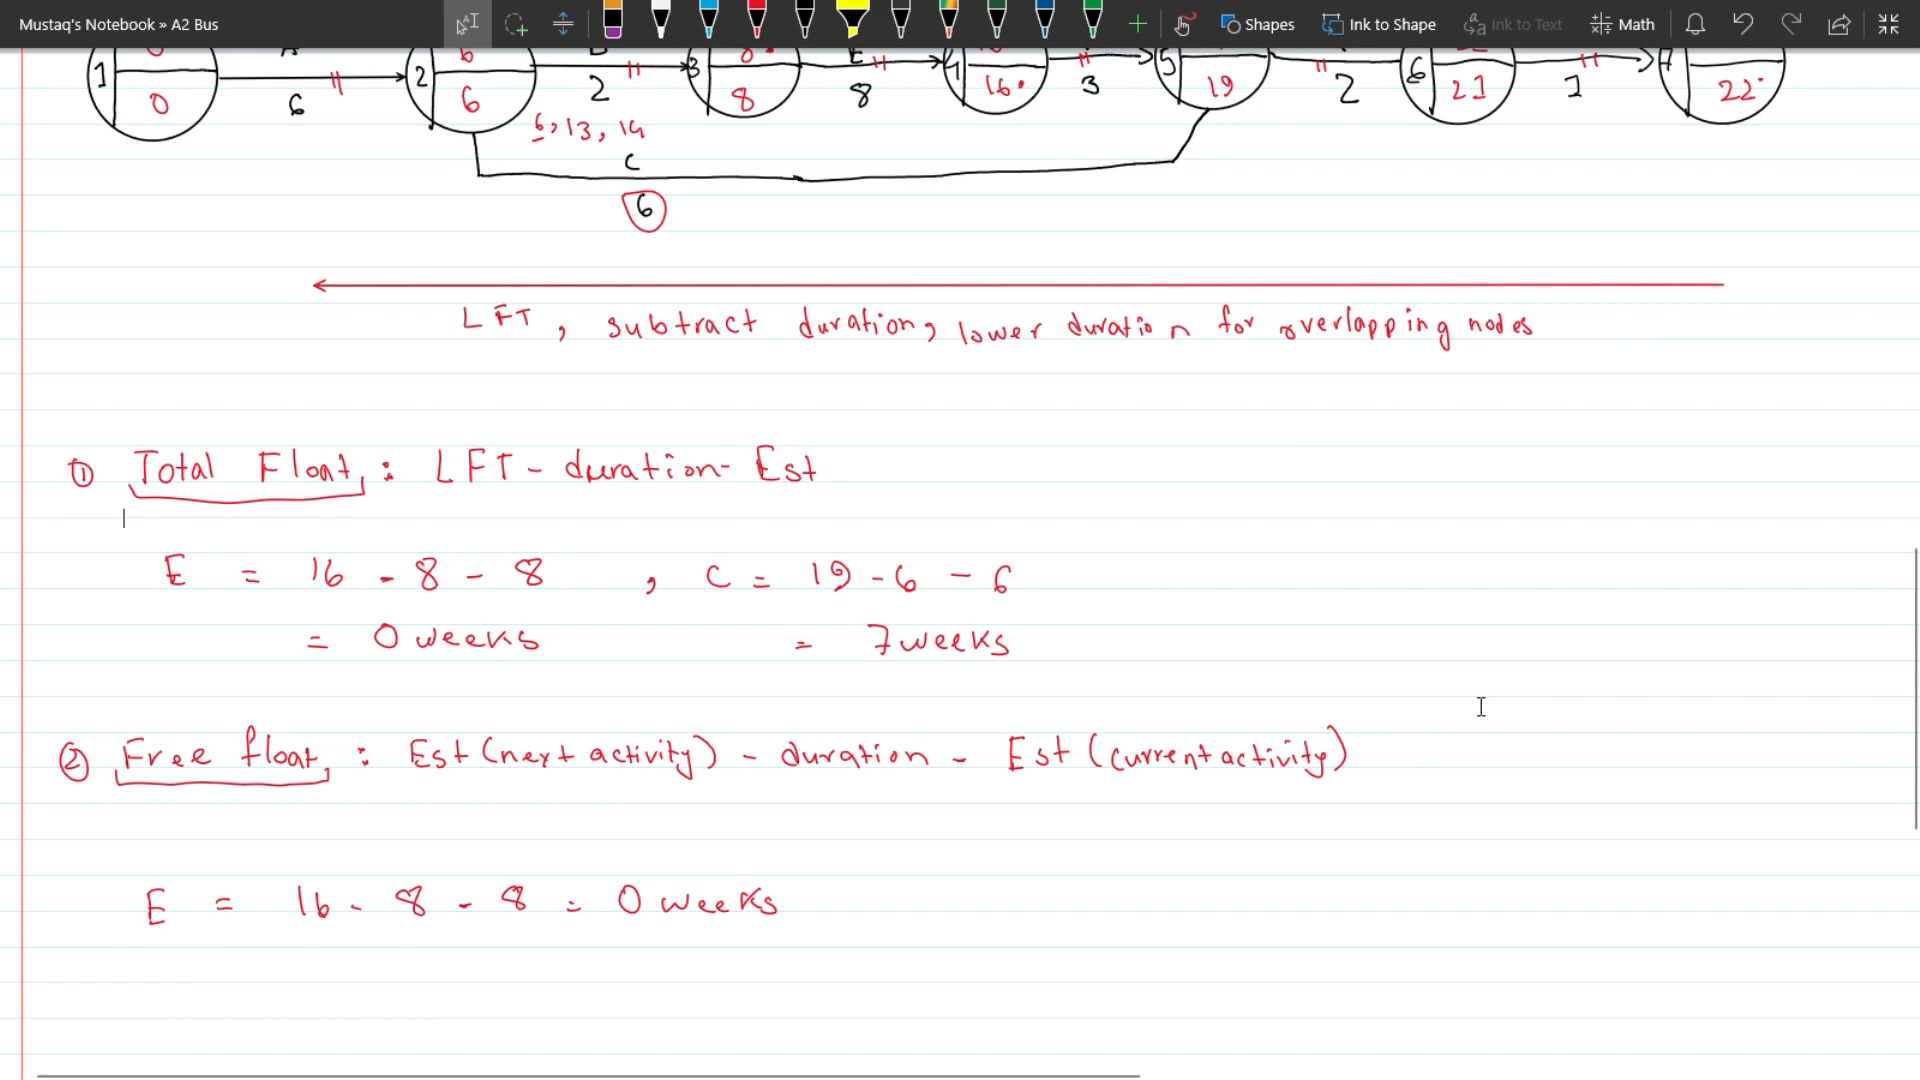 Mustaq's Notebook » A2 Bus
Shapes Ink to Shape Ink to Text Math
1 2 3 5 6
0 6 6 2 8 8 16 3 19 2 21 1 22
6, 13, 14
C
6
LFT, subtract duration, lower duration for overlapping nodes
① Total Float : LFT - duration - Est
E = 16 - 8 - 8 , C = 19 - 6 - 6
= 0 weeks = 7 weeks
② Free float : Est (next activity) - duration - Est (current activity)
E = 16 - 8 - 8 = 0 weeks